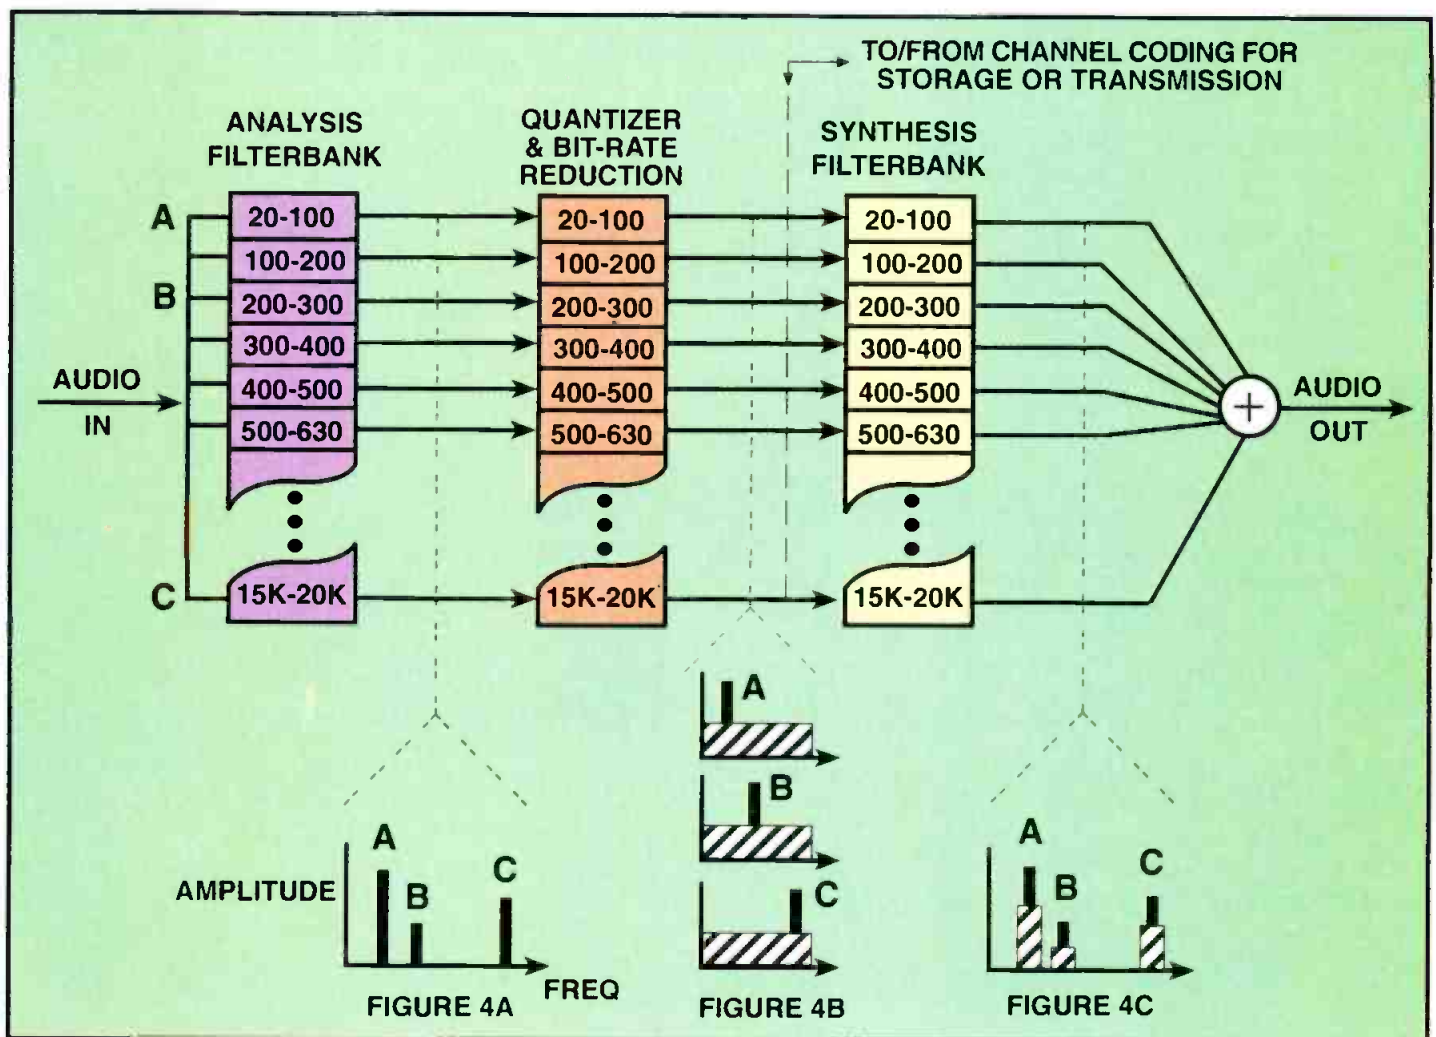 TO/FROM CHANNEL CODING FOR
STORAGE OR TRANSMISSION
ANALYSIS
FILTERBANK
QUANTIZER
& BIT-RATE
REDUCTION
SYNTHESIS
FILTERBANK
A
20-100
20-100
20-100
100-200
100-200
100-200
B
200-300
200-300
200-300
300-400
300-400
300-400
AUDIO
IN
400-500
400-500
400-500
500-630
500-630
500-630
+
AUDIO
OUT
C
15K-20K
15K-20K
15K-20K
A
B
C
AMPLITUDE
FREQ
FIGURE 4A
A
B
C
FIGURE 4B
A
B
C
FIGURE 4C